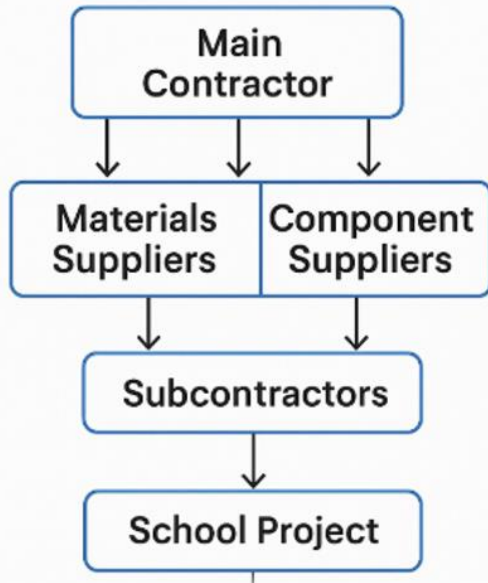 Main
Contractor
Materials
Suppliers
Component
Suppliers
Subcontractors
School Project